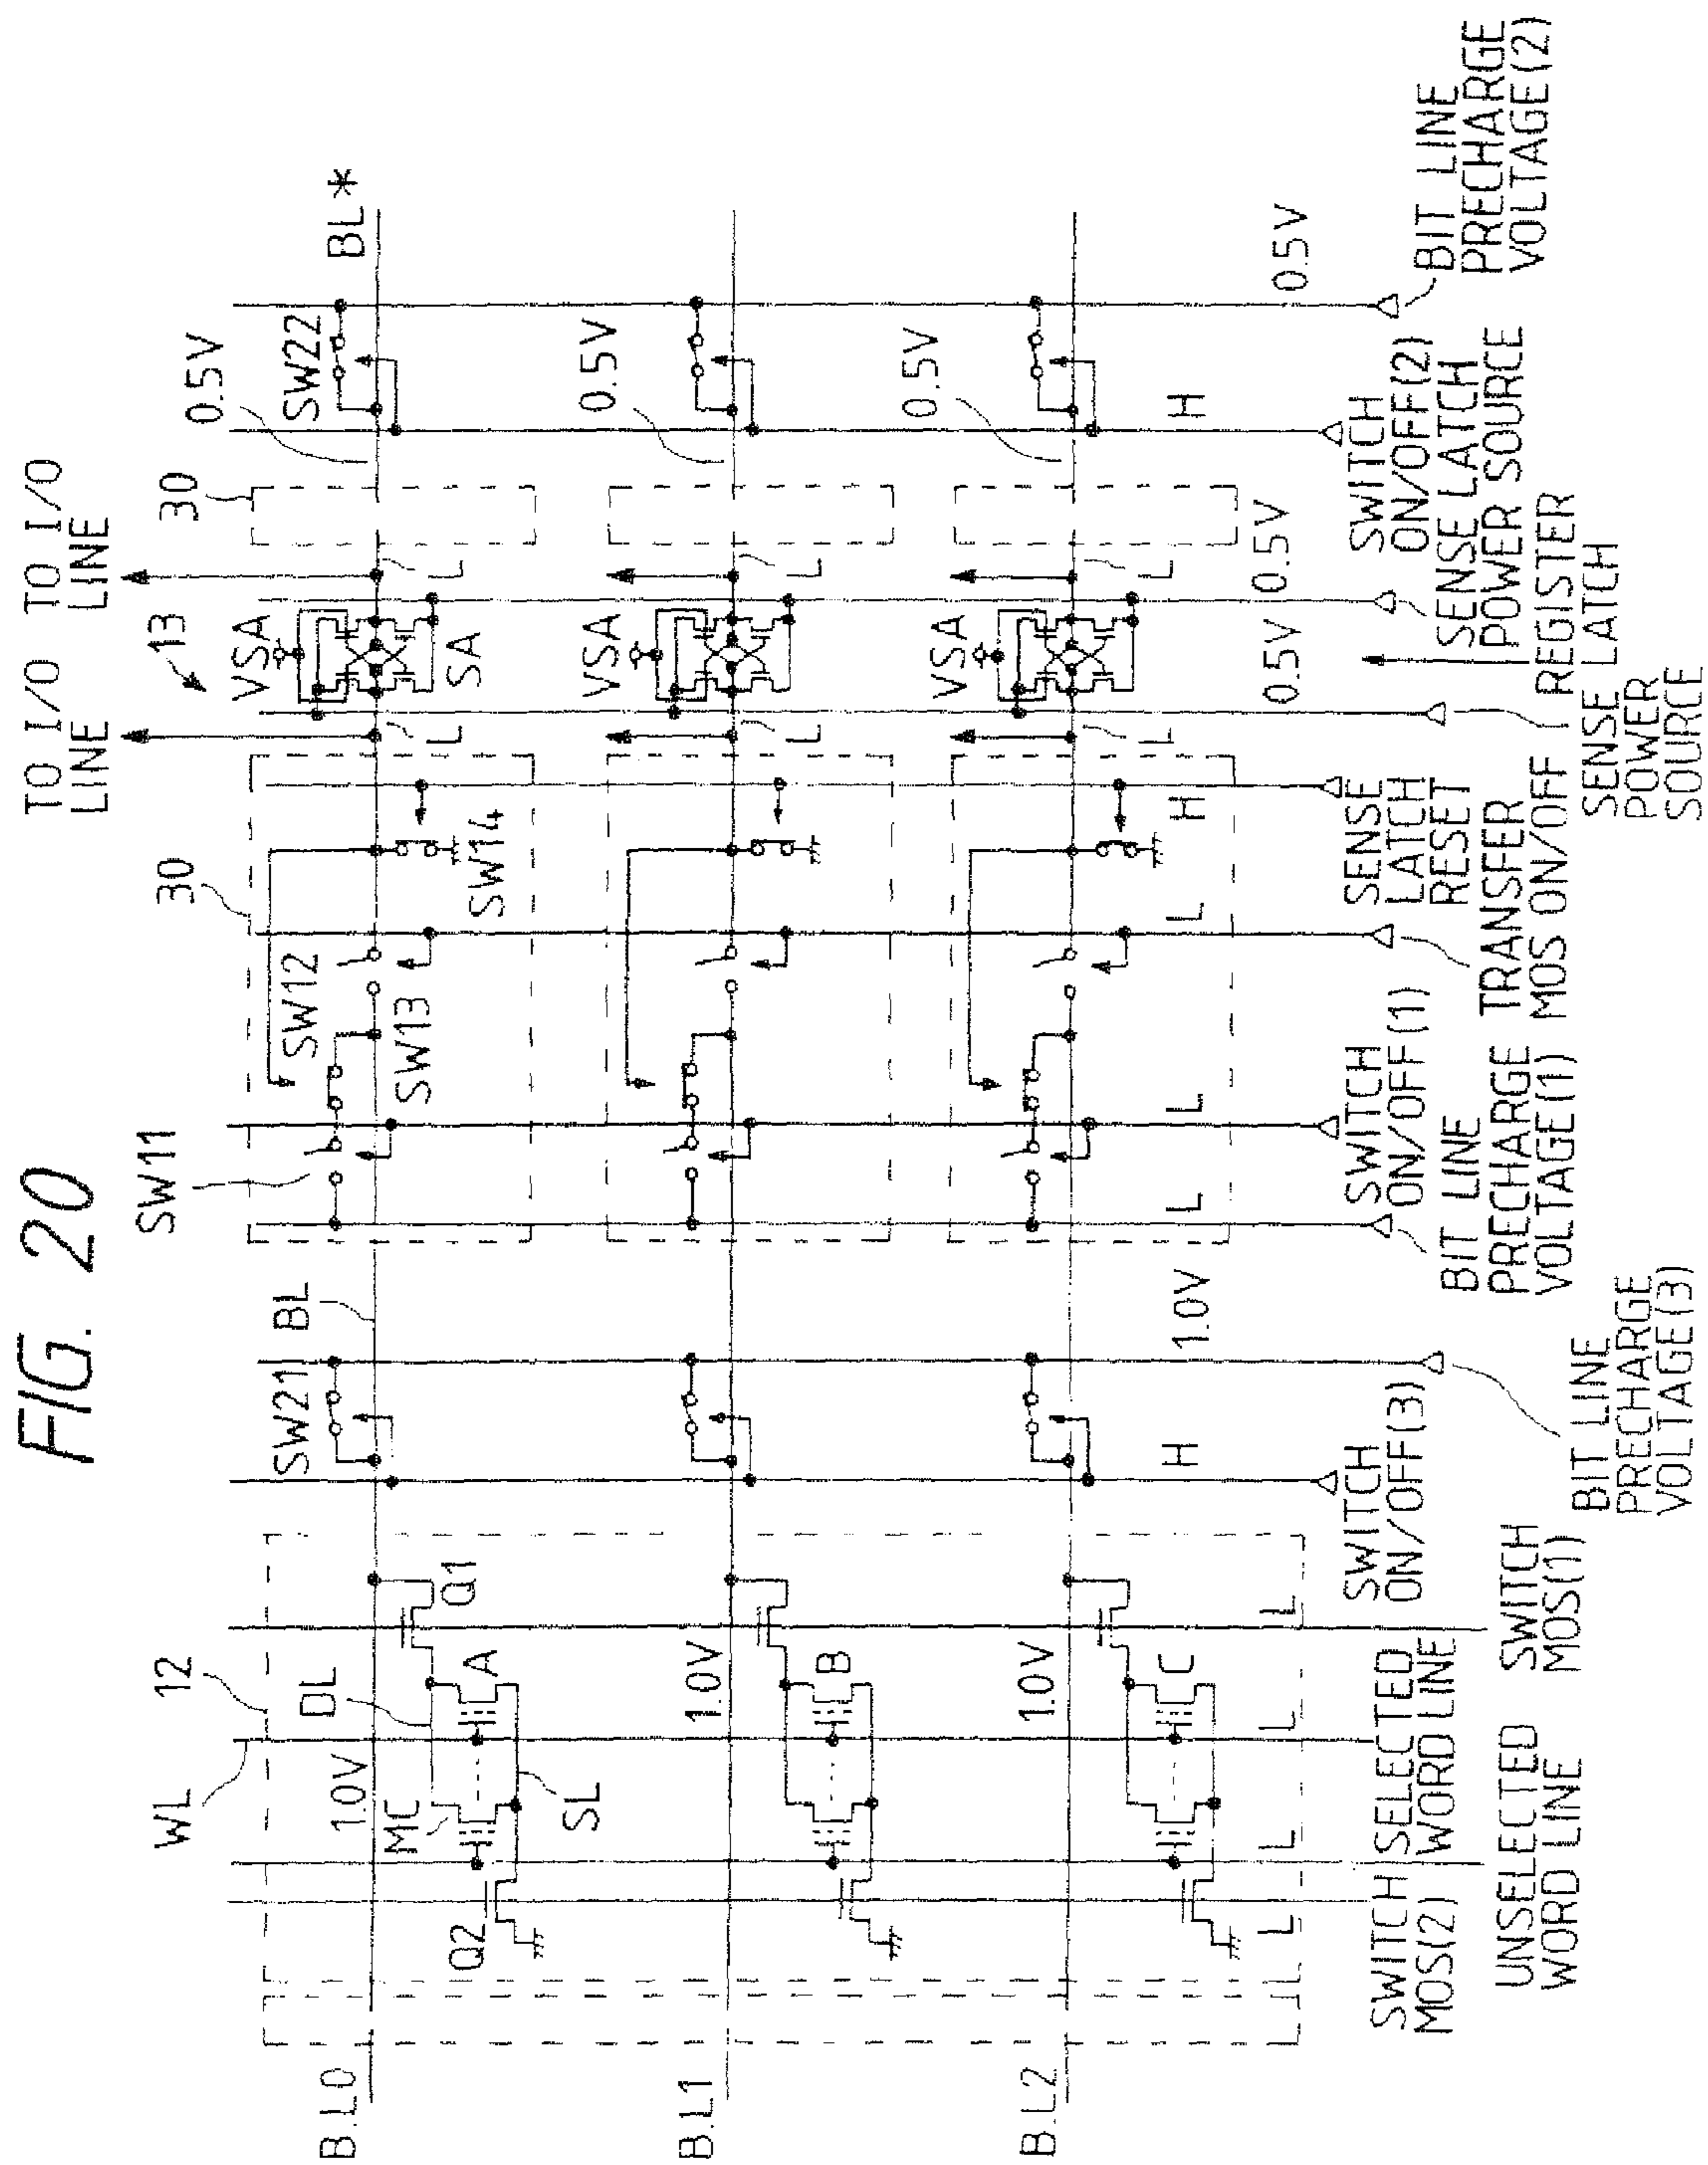 FIG. 20
TO I/O
LINE
TO I/O
LINE
SW11
30
13
30
WL
12
SW21
BL
SW12
SW13
SW14
VSA
SA
0.5V
SW22
BL*
B.L0
1.0V
DL
MC
A
Q1
Q2
SL
L
L
B.L1
1.0V
B
VSA
L
L
0.5V
B.L2
1.0V
C
VSA
L
L
0.5V
L
L
L
L
H
1.0V
L
L
L
H
0.5V
0.5V
H
0.5V
SWITCH
MOS(2)
UNSELECTED
WORD LINE
SELECTED
WORD LINE
SWITCH
MOS(1)
SWITCH
ON/OFF(3)
BIT LINE
PRECHARGE
VOLTAGE(3)
BIT LINE
PRECHARGE
VOLTAGE(1)
SWITCH
ON/OFF(1)
TRANSFER
MOS ON/OFF
SENSE
LATCH
RESET
SENSE
POWER
SOURCE
REGISTER
LATCH
SENSE LATCH
POWER SOURCE
SWITCH
ON/OFF(2)
BIT LINE
PRECHARGE
VOLTAGE(2)